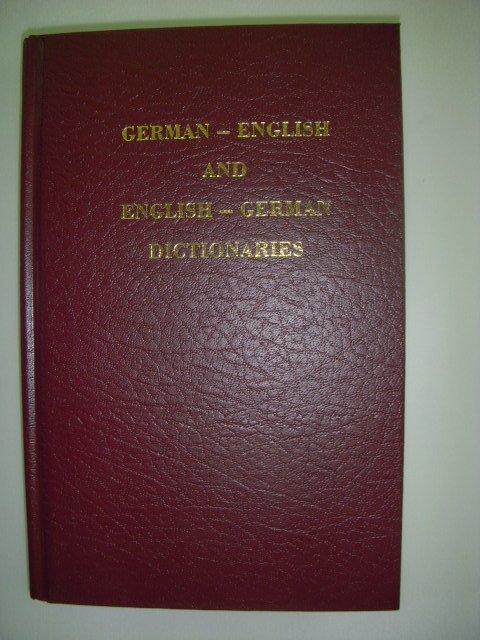 GERMAN – ENGLISH
AND
ENGLISH – GERMAN
DICTIONARIES